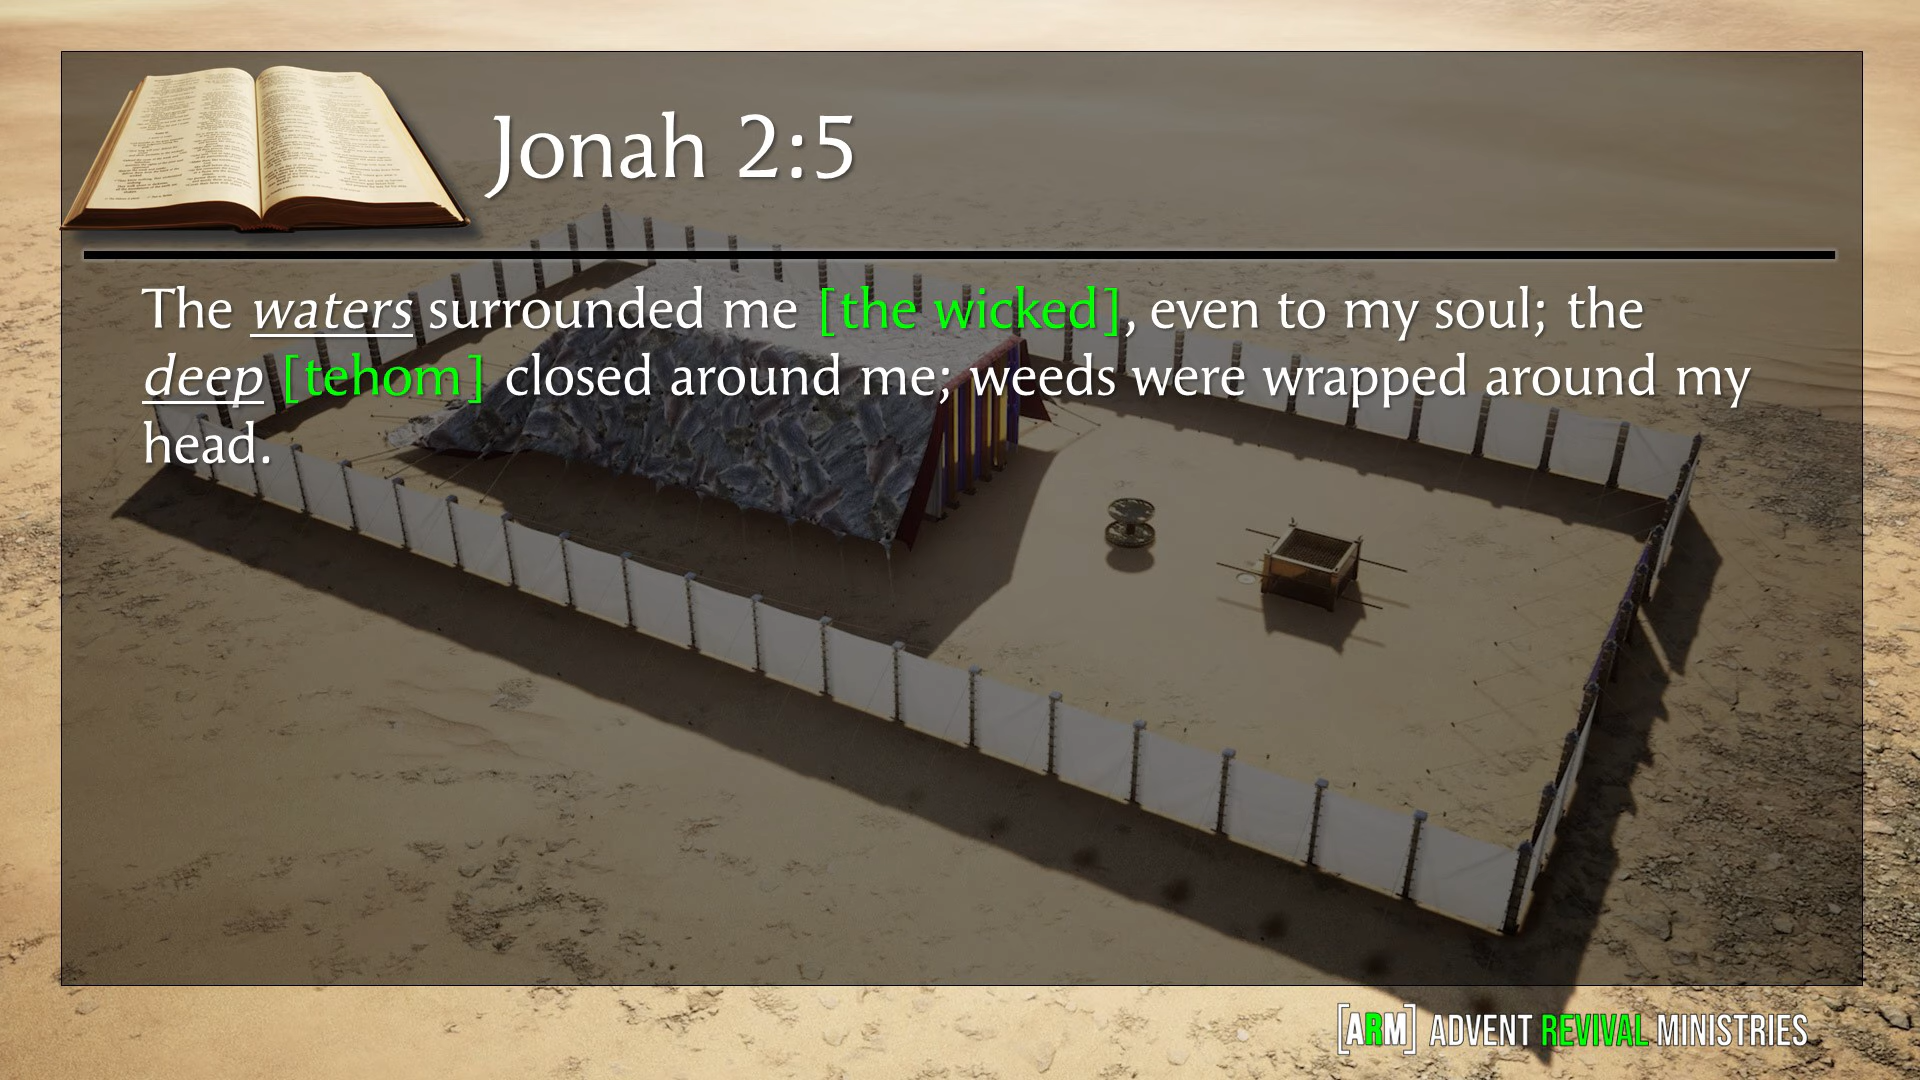 Jonah 2:5
The waters surrounded me [the wicked], even to my soul; the
deep [tehom] closed around me; weeds were wrapped around my
head.
[ARM] ADVENT REVIVAL MINISTRIES